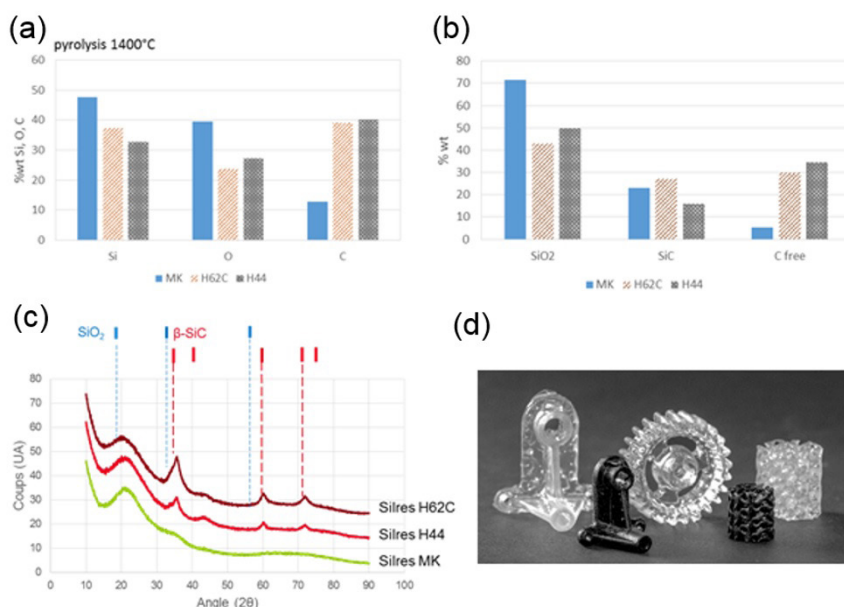 (a)
pyrolysis 1400°C
60
50
40
30
20
10
0
%wt Si, O, C
Si O C
MK H62C H44
(b)
80
70
60
50
40
30
20
10
0
% wt
SiO2 SiC C free
MK H62C H44
(c)
SiO₂ β-SiC
80
70
60
50
40
30
20
10
0
Coups (UA)
Silres H62C
Silres H44
Silres MK
0 10 20 30 40 50 60 70 80 90 100
Angle (2θ)
(d)